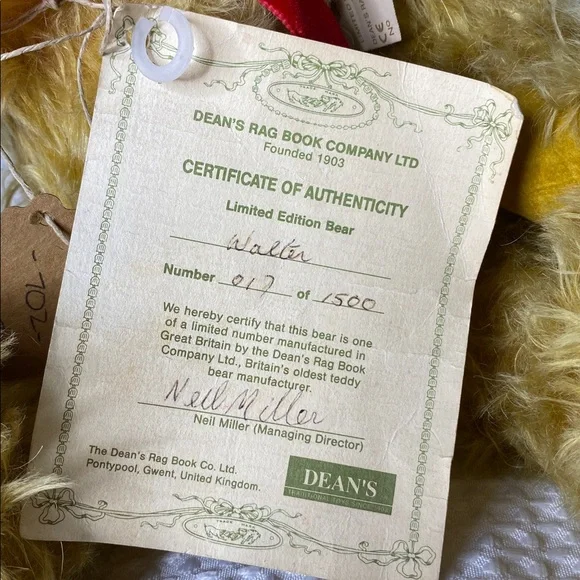 DEAN'S RAG BOOK COMPANY LTD
Founded 1903
CERTIFICATE OF AUTHENTICITY
Limited Edition Bear
Walter
Number 017 of 1500
We hereby certify that this bear is one
of a limited number manufactured in
Great Britain by the Dean's Rag Book
Company Ltd., Britain's oldest teddy
bear manufacturer.
Neil Miller
Neil Miller (Managing Director)
The Dean's Rag Book Co. Ltd.
Pontypool, Gwent, United Kingdom.
DEAN'S